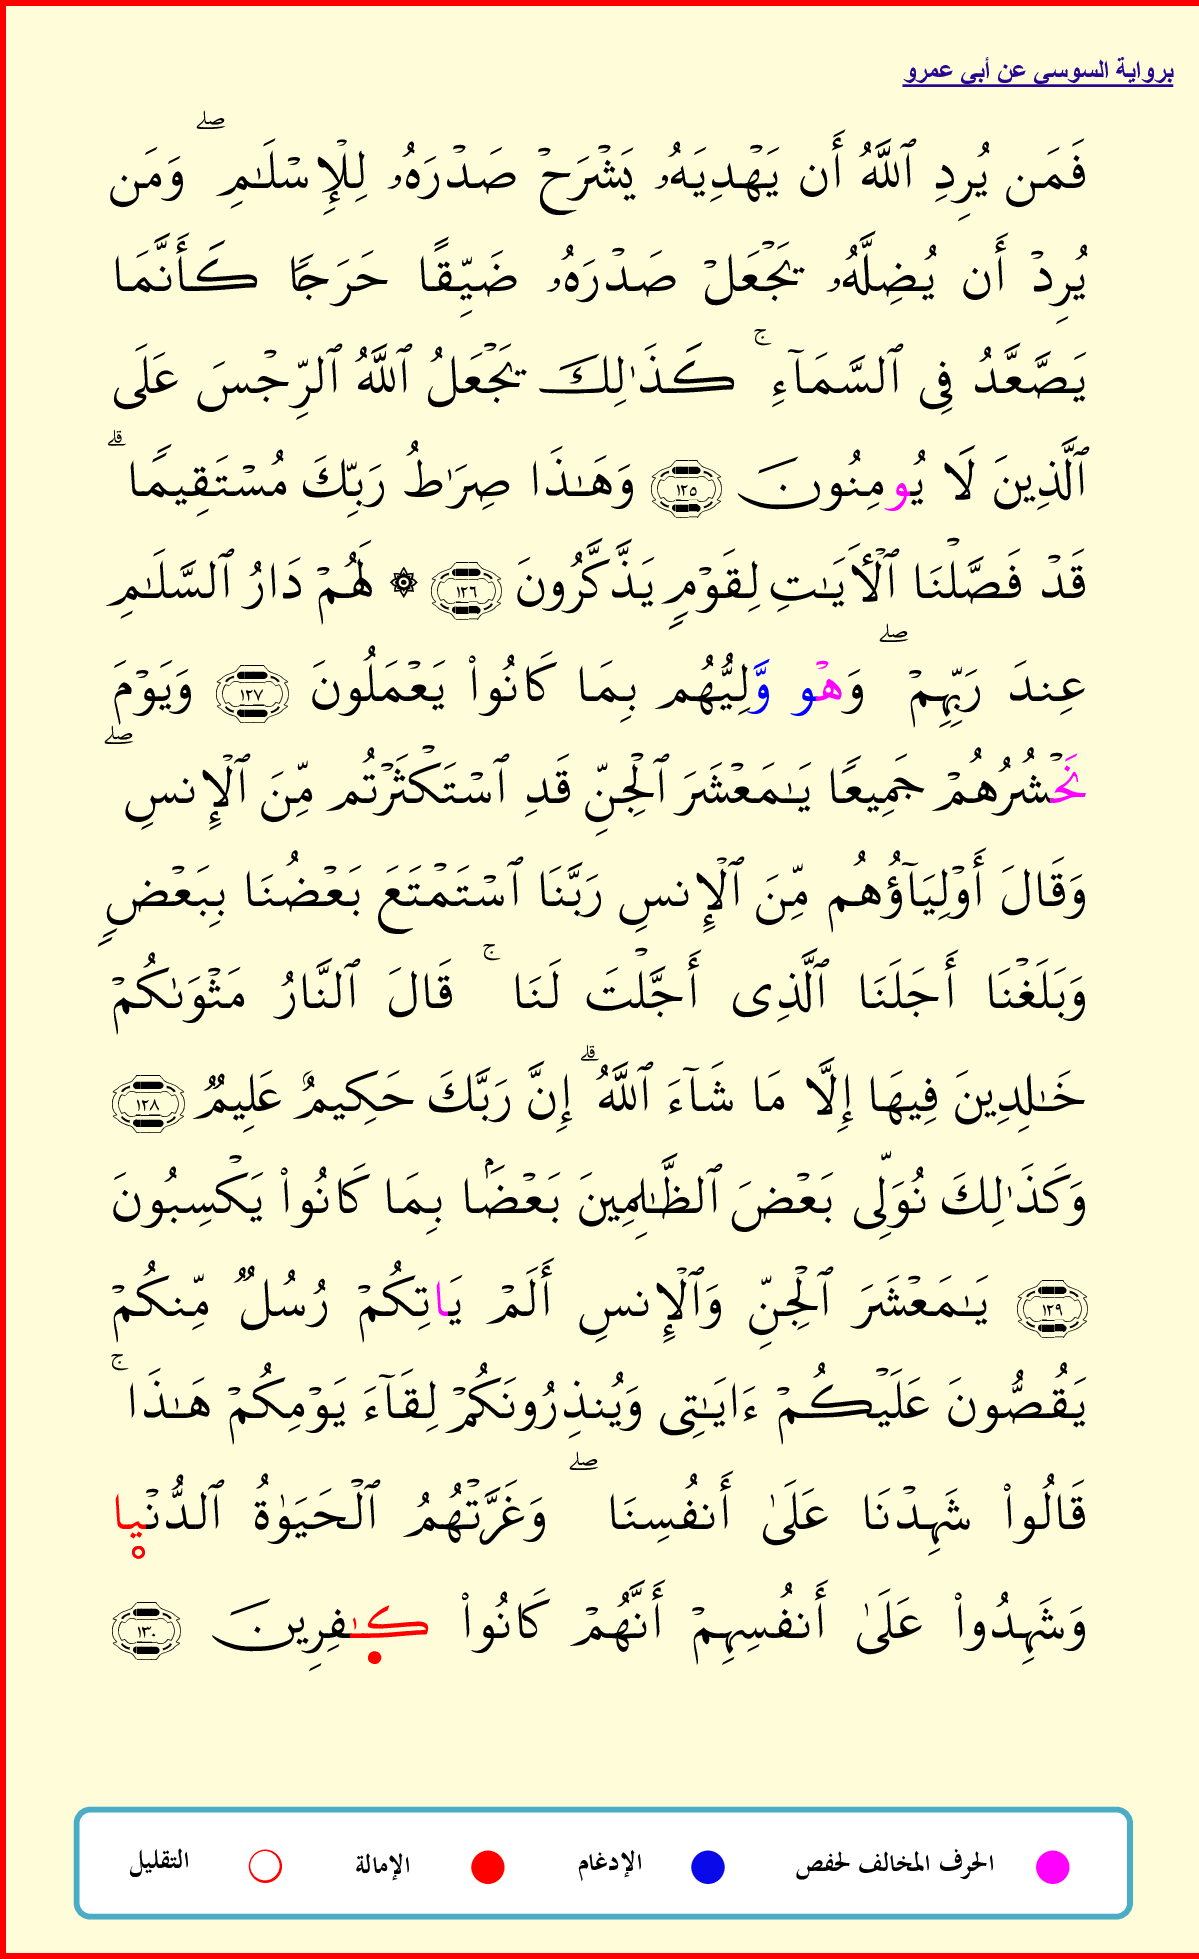 برواية السوسي عن أبي عمرو
فَمَن يُرِدِ ٱللَّهُ أَن يَهْدِيَهُۥ يَشْرَحْ صَدْرَهُۥ لِلْإِسْلَـٰمِ ۖ وَمَن
يُرِدْ أَن يُضِلَّهُۥ يَجْعَلْ صَدْرَهُۥ ضَيِّقًا حَرَجًا كَأَنَّمَا
يَصَّعَّدُ فِى ٱلسَّمَآءِ ۚ كَذَٰلِكَ يَجْعَلُ ٱللَّهُ ٱلرِّجْسَ عَلَى
ٱلَّذِينَ لَا يُومِنُونَ ١٢٥ وَهَـٰذَا صِرَٰطُ رَبِّكَ مُسْتَقِيمًا ۗ
قَدْ فَصَّلْنَا ٱلْأَيَـٰتِ لِقَوْمٍ يَذَّكَّرُونَ ١٢٦ ۞ لَهُمْ دَارُ ٱلسَّلَـٰمِ
عِندَ رَبِّهِمْ ۖ وَهْو وَّلِيُّهُم بِمَا كَانُوا۟ يَعْمَلُونَ ١٢٧ وَيَوْمَ
نَحْشُرُهُمْ جَمِيعًا يَـٰمَعْشَرَ ٱلْجِنِّ قَدِ ٱسْتَكْثَرْتُم مِّنَ ٱلْإِنسِ ۖ
وَقَالَ أَوْلِيَآؤُهُم مِّنَ ٱلْإِنسِ رَبَّنَا ٱسْتَمْتَعَ بَعْضُنَا بِبَعْضٍ
وَبَلَغْنَا أَجَلَنَا ٱلَّذِى أَجَّلْتَ لَنَا ۚ قَالَ ٱلنَّارُ مَثْوَىٰكُمْ
خَـٰلِدِينَ فِيهَا إِلَّا مَا شَآءَ ٱللَّهُ ۗ إِنَّ رَبَّكَ حَكِيمٌ عَلِيمٌ ١٢٨
وَكَذَٰلِكَ نُوَلِّى بَعْضَ ٱلظَّـٰلِمِينَ بَعْضًۢا بِمَا كَانُوا۟ يَكْسِبُونَ
١٢٩ يَـٰمَعْشَرَ ٱلْجِنِّ وَٱلْإِنسِ أَلَمْ يَاتِكُمْ رُسُلٌ مِّنكُمْ
يَقُصُّونَ عَلَيْكُمْ ءَايَـٰتِى وَيُنذِرُونَكُمْ لِقَآءَ يَوْمِكُمْ هَـٰذَا ۚ
قَالُوا۟ شَهِدْنَا عَلَىٰ أَنفُسِنَا ۖ وَغَرَّتْهُمُ ٱلْحَيَوٰةُ ٱلدُّنْيا
وَشَهِدُوا۟ عَلَىٰ أَنفُسِهِمْ أَنَّهُمْ كَانُوا۟ كَـٰفِرِينَ ١٣٠
الحرف المخالف لحفص الإدغام الإمالة التقليل